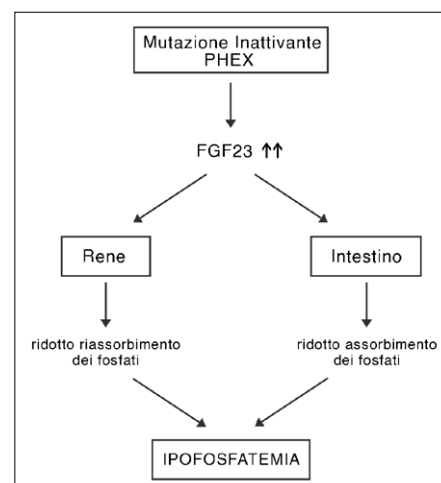 Mutazione Inattivante
PHEX
FGF23 ↑↑
Rene
Intestino
ridotto riassorbimento
dei fosfati
ridotto assorbimento
dei fosfati
IPOFOSFATEMIA